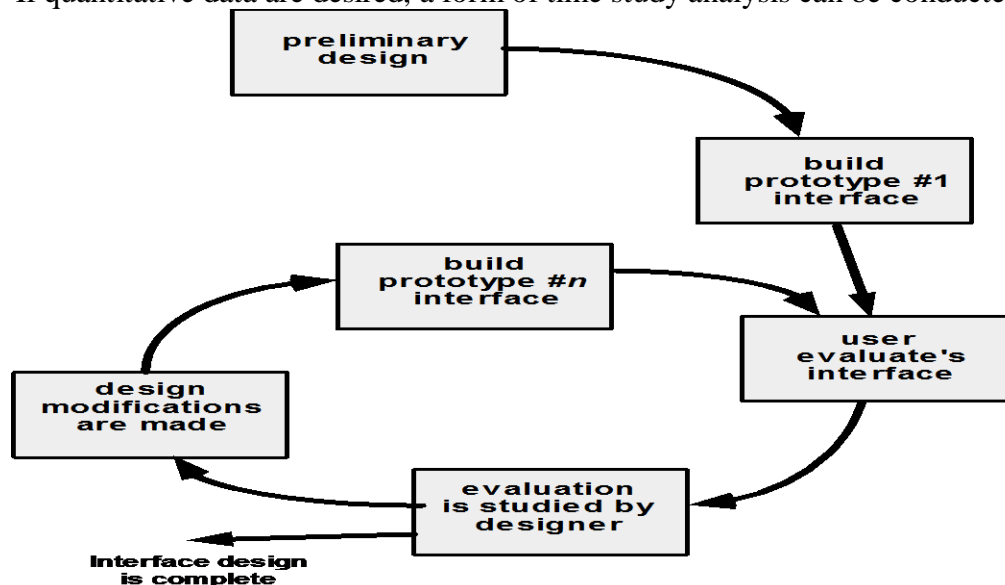 If quantitative data are desired, a form of time study analysis can be conducte
preliminary
design
build
prototype #1
interface
build
prototype #n
interface
user
evaluate's
interface
design
modifications
are made
evaluation
is studied by
designer
Interface design
is complete